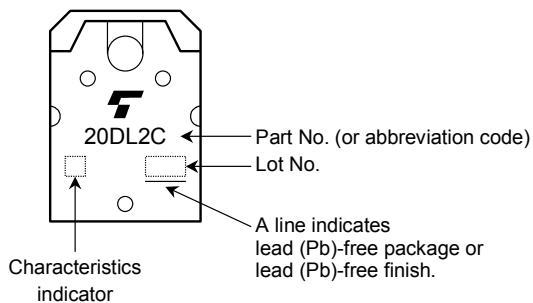 20DL2C
Part No. (or abbreviation code)
Lot No.
A line indicates
lead (Pb)-free package or
lead (Pb)-free finish.
Characteristics
indicator